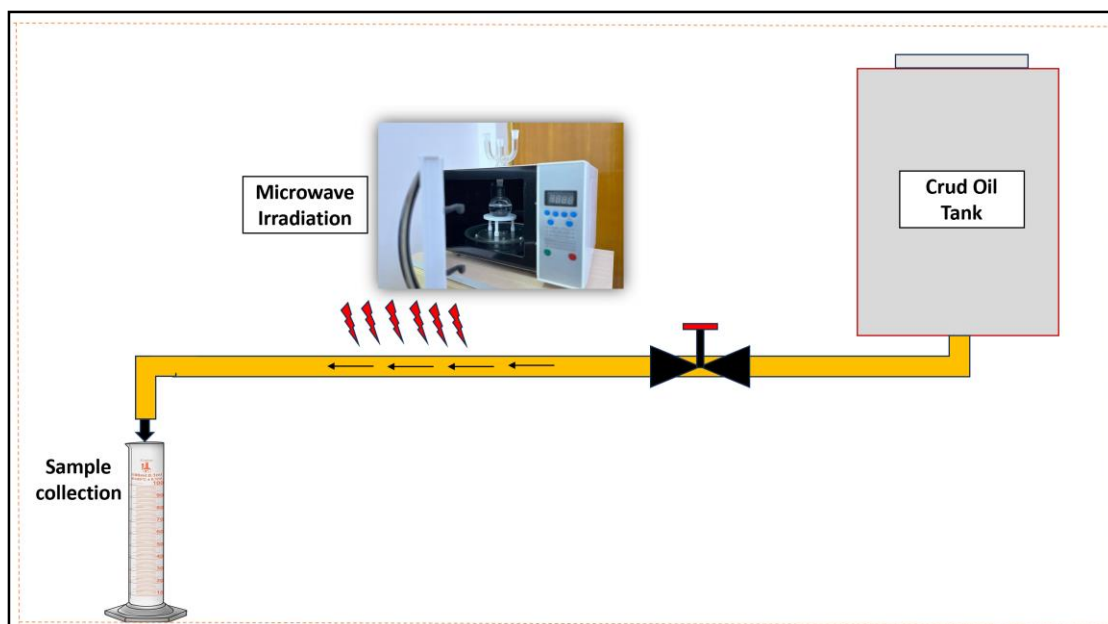 Crud Oil
Tank
Microwave
Irradiation
Sample
collection